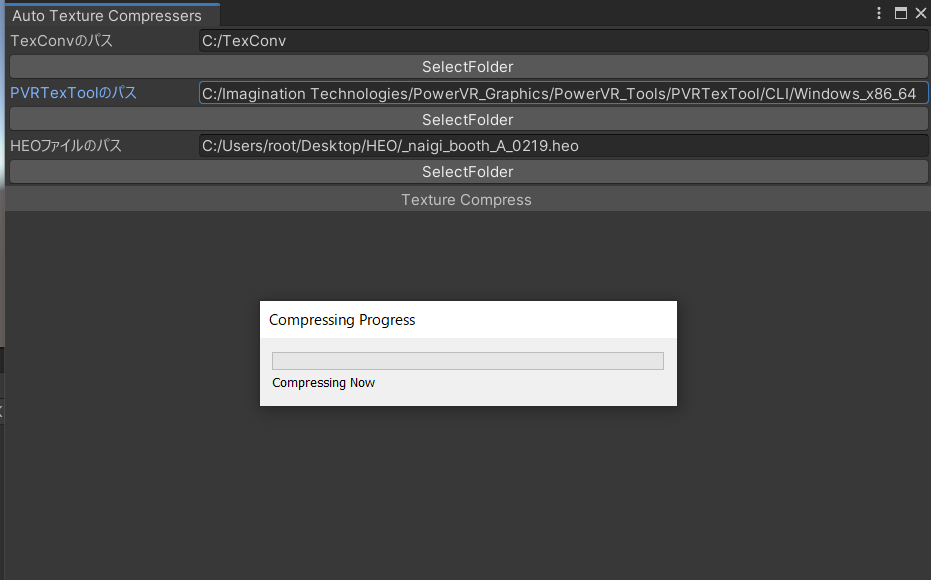 Auto Texture Compressers
TexConvのパス
C:/TexConv
SelectFolder
PVRTexToolのパス
C:/Imagination Technologies/PowerVR_Graphics/PowerVR_Tools/PVRTexTool/CLI/Windows_x86_64
SelectFolder
HEOファイルのパス
C:/Users/root/Desktop/HEO/_naigi_booth_A_0219.heo
SelectFolder
Texture Compress
Compressing Progress
Compressing Now